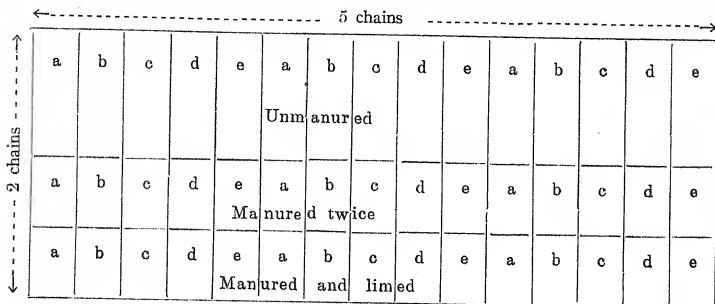 5 chains
2 chains
a b c d e a b c d e a b c d e
Unmanured
a b c d e a b c d e a b c d e
Manured twice
a b c d e a b c d e a b c d e
Manured and limed